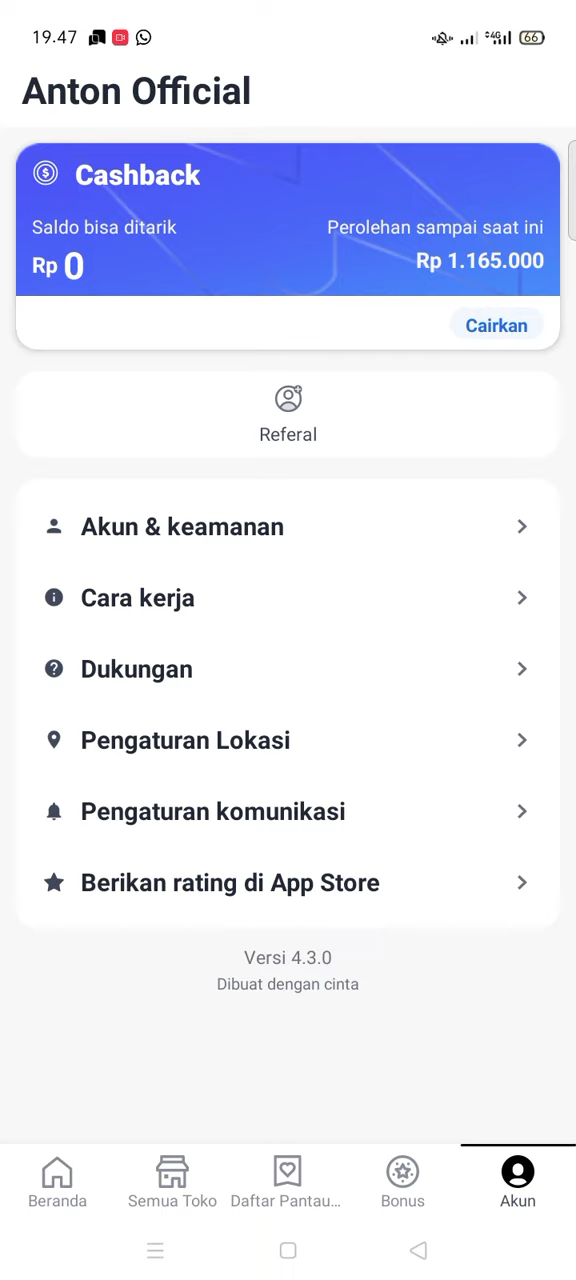 19.47
4G
66
Anton Official
Cashback
Saldo bisa ditarik
Perolehan sampai saat ini
Rp 0
Rp 1.165.000
Cairkan
Referal
Akun & keamanan
Cara kerja
Dukungan
Pengaturan Lokasi
Pengaturan komunikasi
Berikan rating di App Store
Versi 4.3.0
Dibuat dengan cinta
Beranda
Semua Toko
Daftar Pantau...
Bonus
Akun